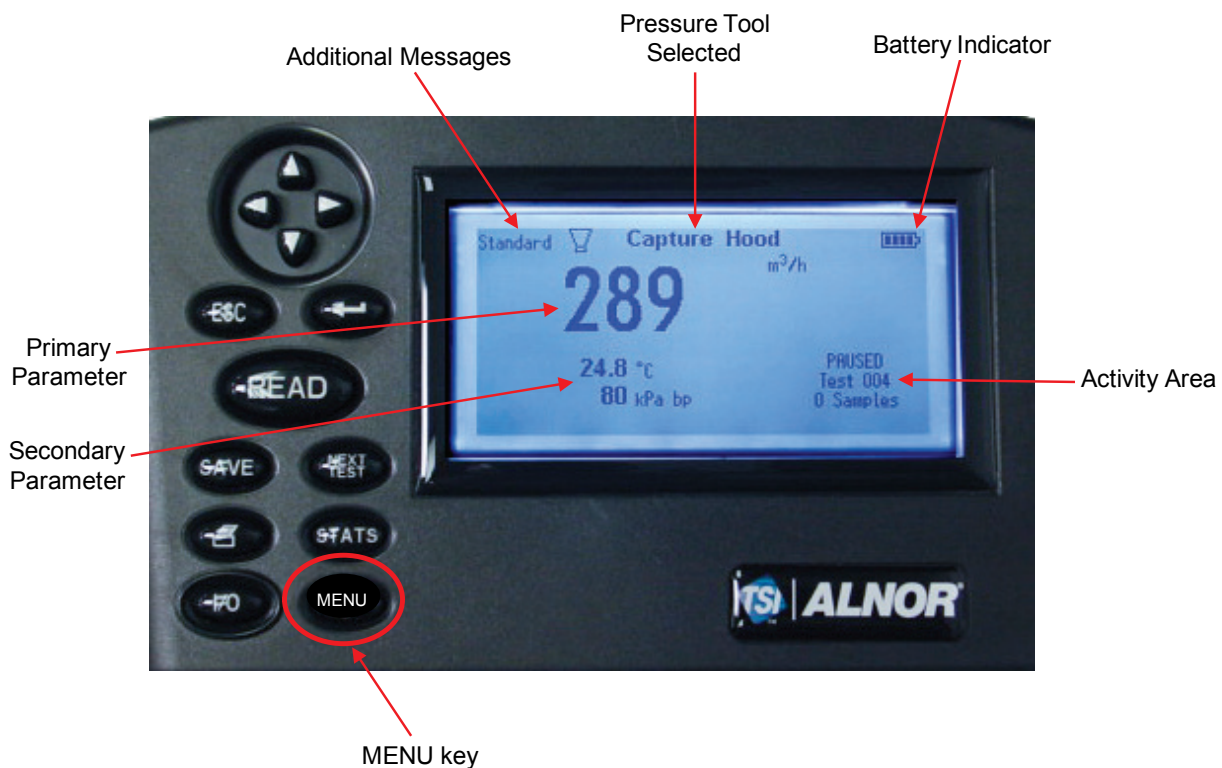 Pressure Tool
Selected
Additional Messages
Battery Indicator
Standard Capture Hood
m³/h
289
24.8 °C
80 kPa bp
PAUSED
Test 004
0 Samples
Primary
Parameter
Secondary
Parameter
Activity Area
ESC
READ
SAVE
NEXT
TEST
STATS
I/O
MENU
TSI ALNOR
MENU key